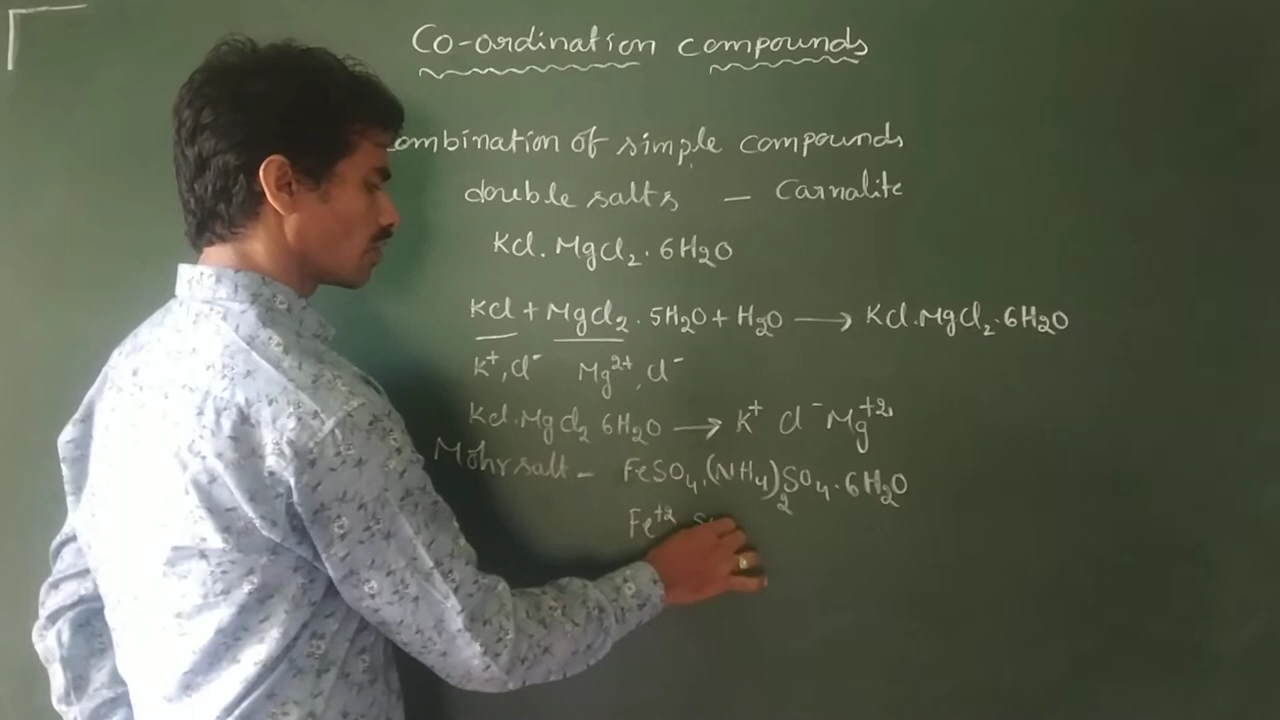 Co-ordination compounds
ombination of simple compounds
double salts — Carnalite
KCl.MgCl₂.6H₂O
KCl + MgCl₂.5H₂O + H₂O ⟶ KCl.MgCl₂.6H₂O
K⁺, Cl⁻ Mg²⁺, Cl⁻
KCl.MgCl₂ 6H₂O ⟶ K⁺ Cl⁻ Mg⁺²
Mohr salt – FeSO₄.(NH₄)₂SO₄.6H₂O
Fe⁺²